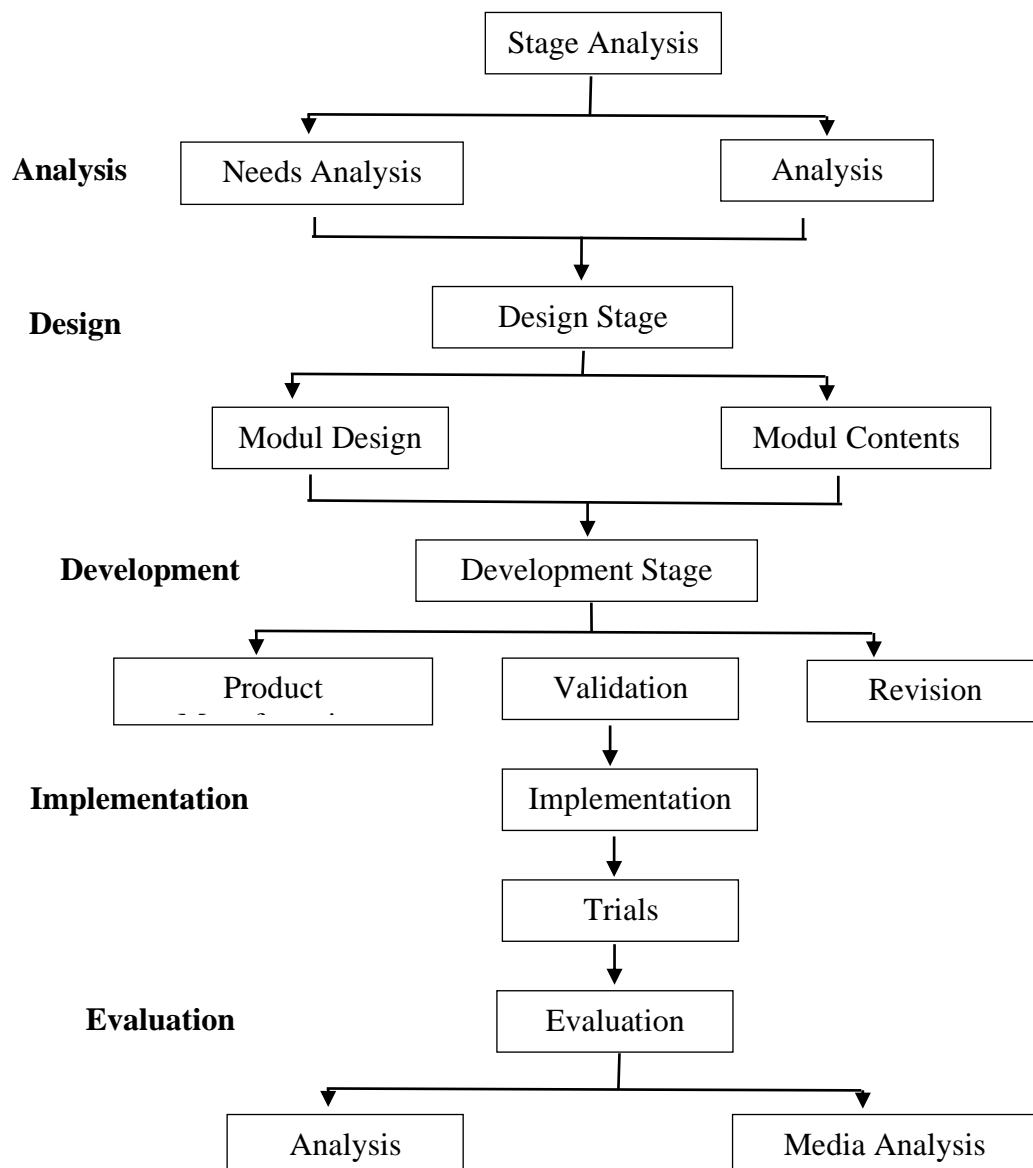 Stage Analysis
Analysis
Needs Analysis
Analysis
Design Stage
Design
Modul Design
Modul Contents
Development
Development Stage
Product
Validation
Revision
Implementation
Implementation
Trials
Evaluation
Evaluation
Analysis
Media Analysis